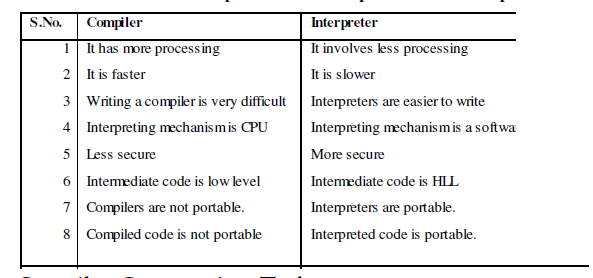 S.No. Compiler Interpreter
1 It has more processing It involves less processing
2 It is faster It is slower
3 Writing a compiler is very difficult Interpreters are easier to write
4 Interpreting mechanism is CPU Interpreting mechanism is a
5 Less secure More secure
6 Intermediate code is low level Intermediate code is HLL
7 Compilers are not portable. Interpreters are portable.
8 Compiled code is not portable Interpreted code is portable.